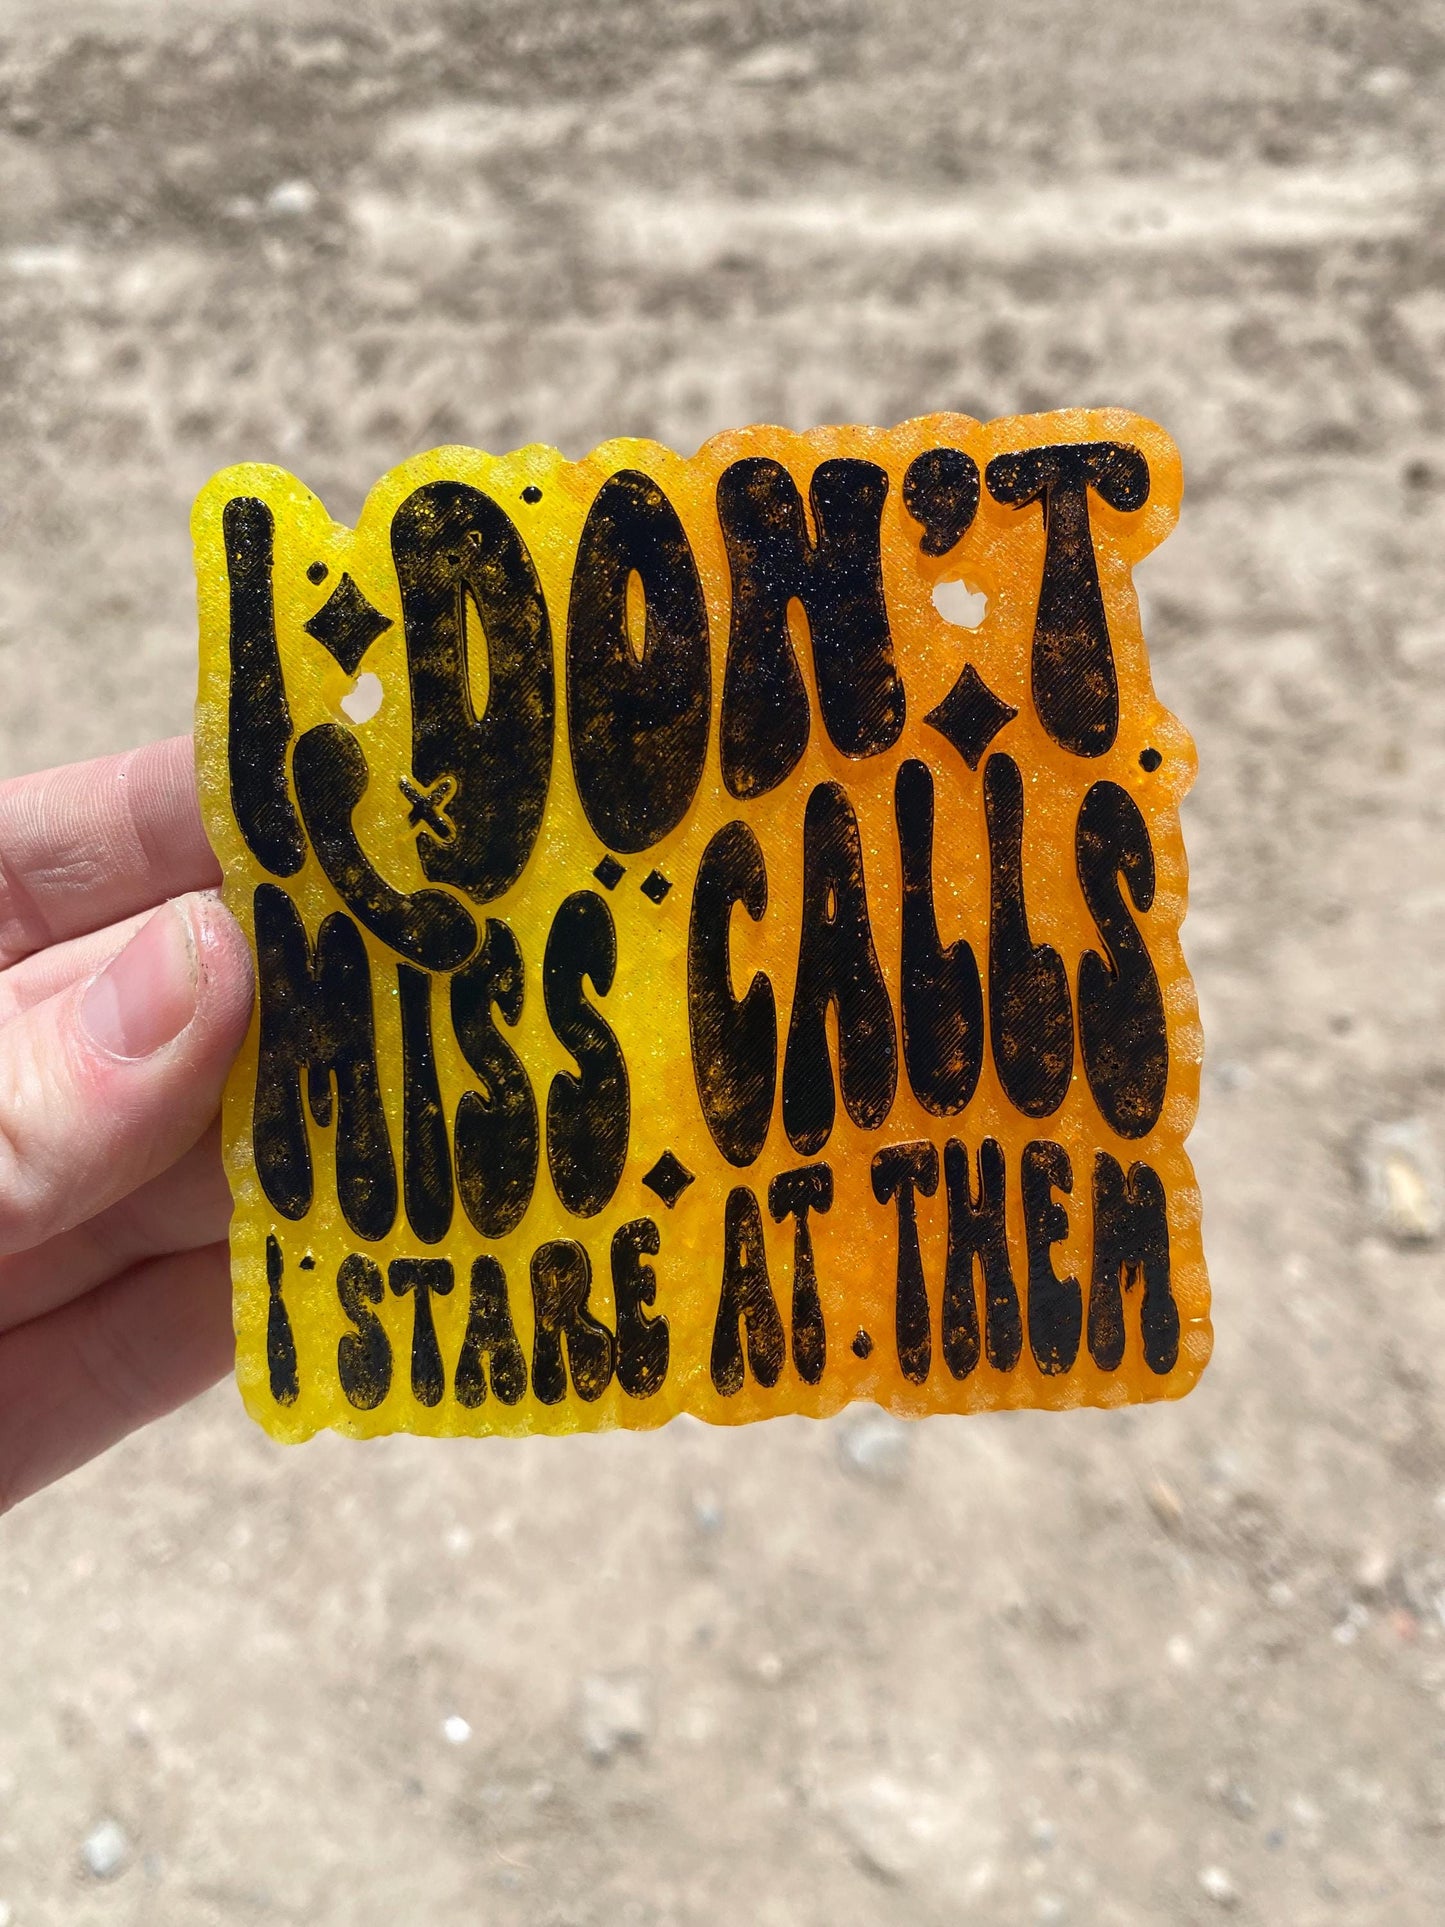 I DON'T
MISS CALLS
I STARE AT THEM